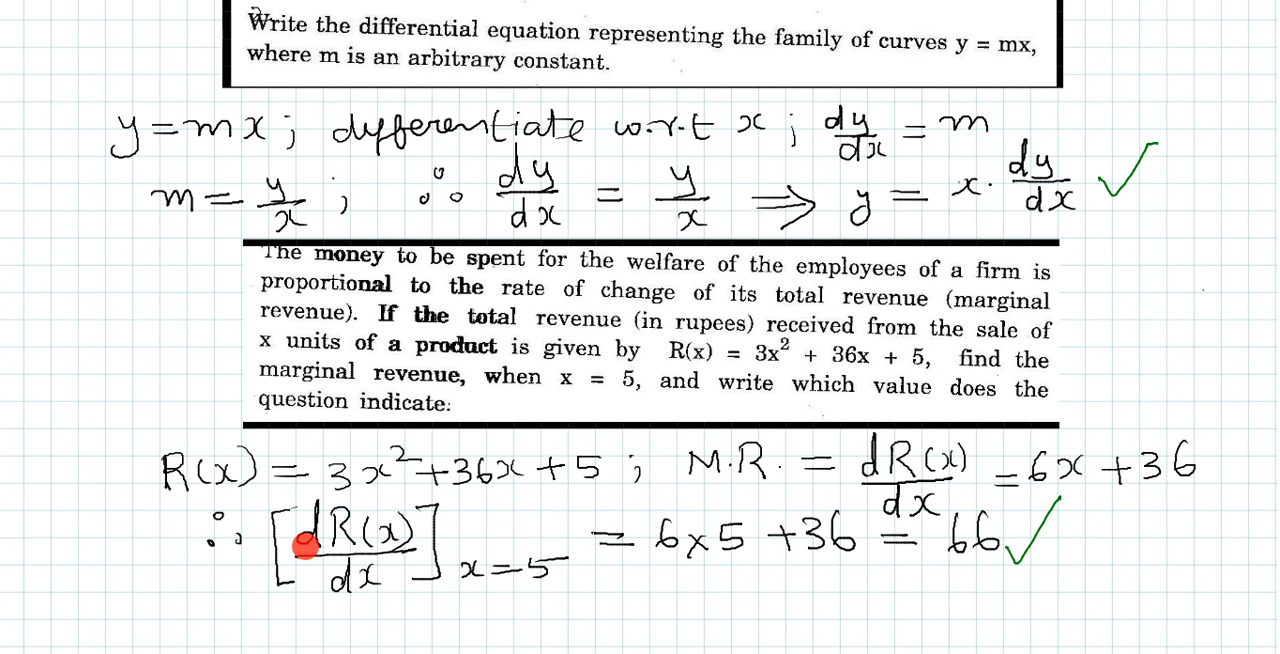 Write the differential equation representing the family of curves y = mx,
where m is an arbitrary constant.
y = mx ; differentiate w.r.t x ; dy/dx = m
m = y/x ; ∴ dy/dx = y/x ⟹ y = x · dy/dx ✓
The money to be spent for the welfare of the employees of a firm is
proportional to the rate of change of its total revenue (marginal
revenue). If the total revenue (in rupees) received from the sale of
x units of a product is given by R(x) = 3x² + 36x + 5, find the
marginal revenue, when x = 5, and write which value does the
question indicate.
R(x) = 3x² + 36x + 5 ; M.R. = dR(x)/dx = 6x + 36
∴ [dR(x)/dx] x = 5 = 6 × 5 + 36 = 66 ✓